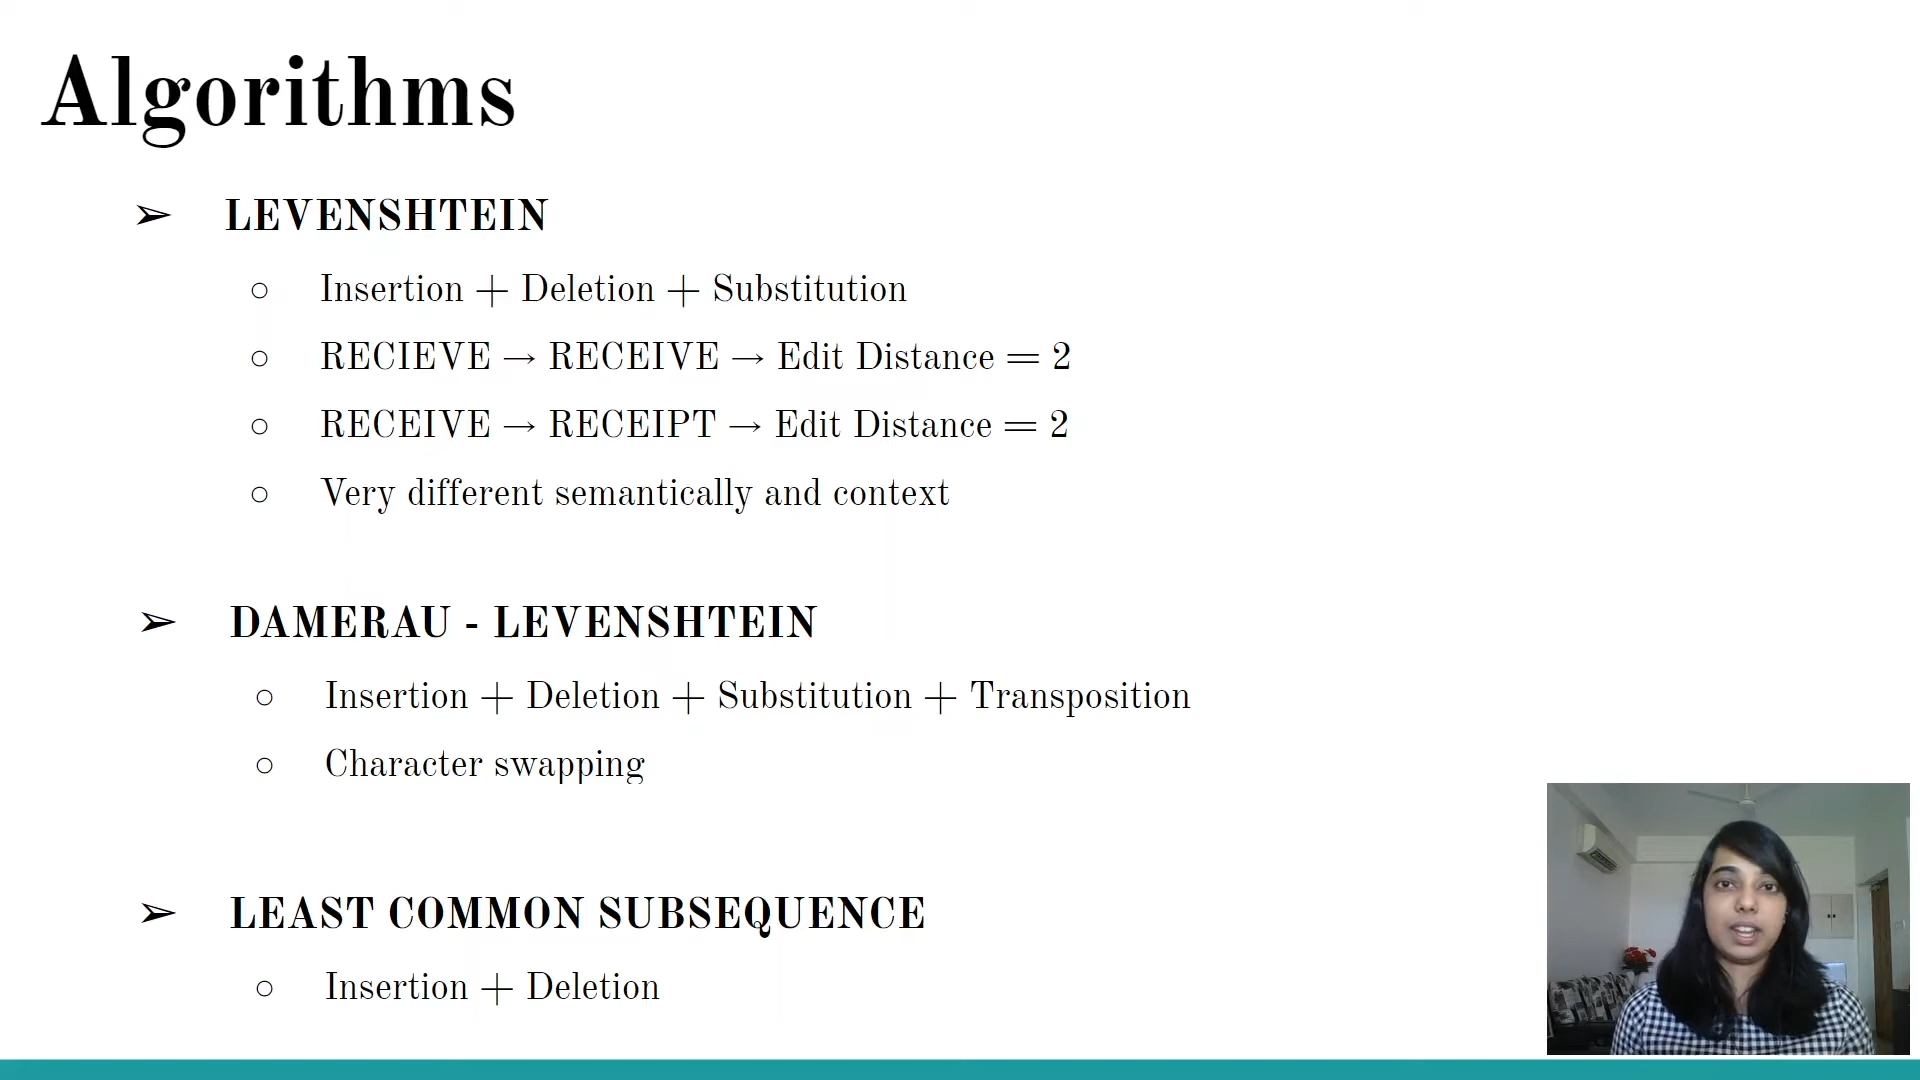 Algorithms
➢ LEVENSHTEIN
○ Insertion + Deletion + Substitution
○ RECIEVE → RECEIVE → Edit Distance = 2
○ RECEIVE → RECEIPT → Edit Distance = 2
○ Very different semantically and context
➢ DAMERAU - LEVENSHTEIN
○ Insertion + Deletion + Substitution + Transposition
○ Character swapping
➢ LEAST COMMON SUBSEQUENCE
○ Insertion + Deletion